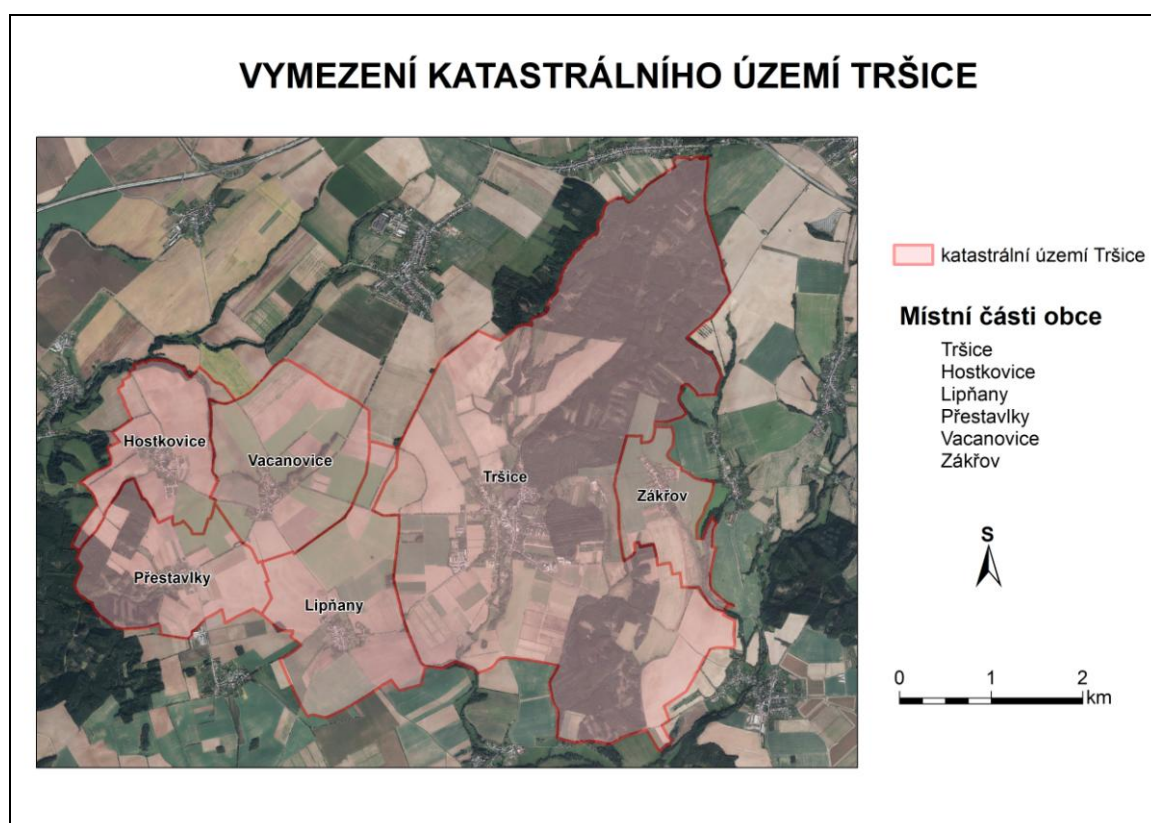 VYMEZENÍ KATASTRÁLNÍHO ÚZEMÍ TRŠICE
Hostkovice
Vacanovice
Tršice
Zákřov
Přestavlky
Lipňany
katastrální území Tršice
Místní části obce
Tršice
Hostkovice
Lipňany
Přestavlky
Vacanovice
Zákřov
S
0 1 2
km